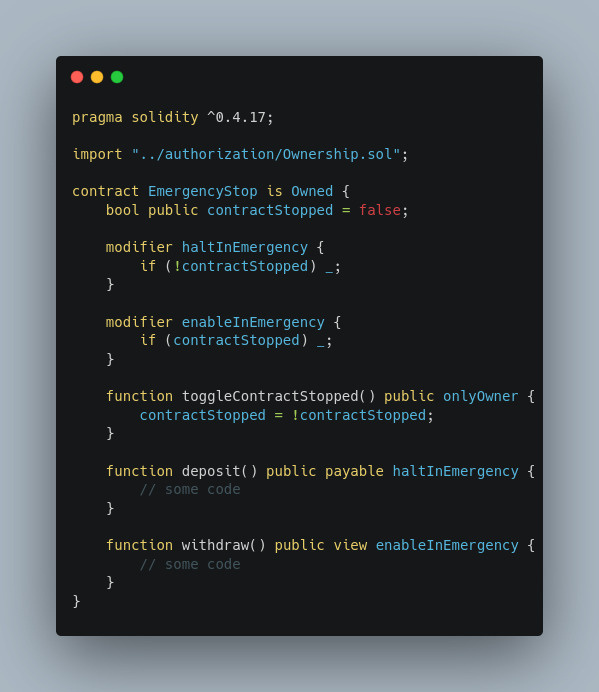 pragma solidity ^0.4.17;
import "../authorization/Ownership.sol";
contract EmergencyStop is Owned {
    bool public contractStopped = false;
    modifier haltInEmergency {
        if (!contractStopped) _;
    }
    modifier enableInEmergency {
        if (contractStopped) _;
    }
    function toggleContractStopped() public onlyOwner {
        contractStopped = !contractStopped;
    }
    function deposit() public payable haltInEmergency {
        // some code
    }
    function withdraw() public view enableInEmergency {
        // some code
    }
}